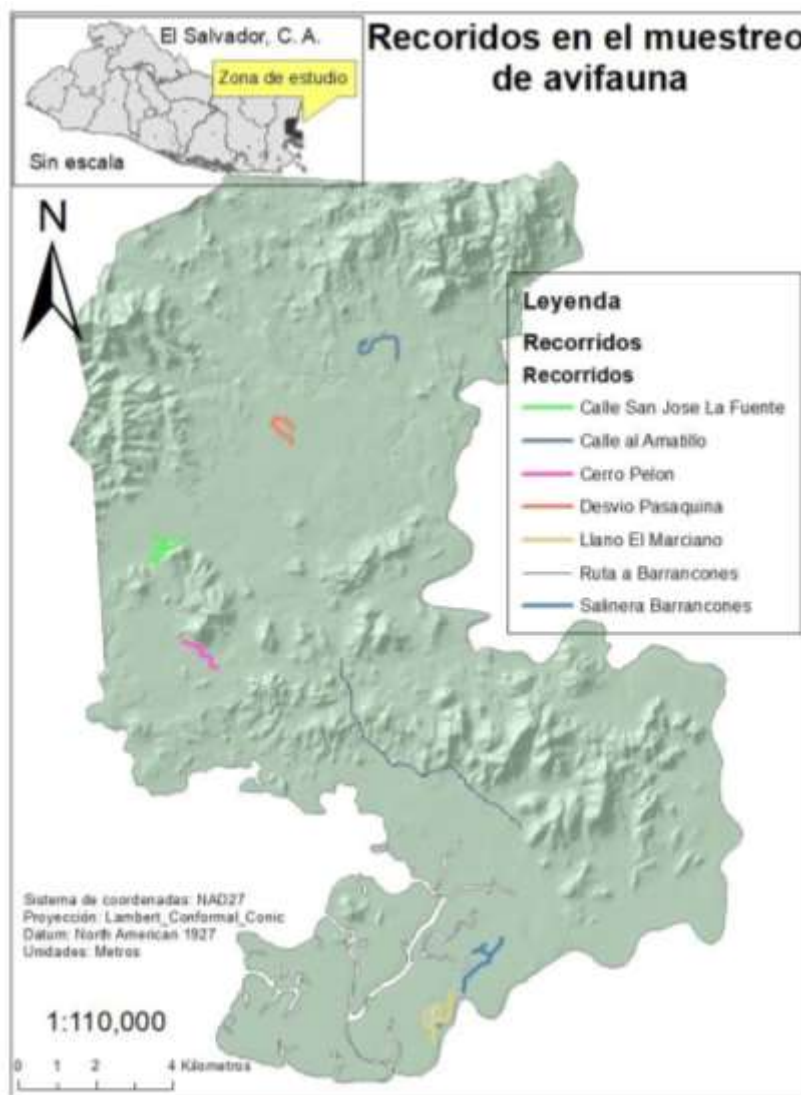 El Salvador, C. A.
Zona de estudio
Sin escala
Recoridos en el muestreo
de avifauna
N
Leyenda
Recorridos
Recorridos
Calle San Jose La Fuente
Calle al Amatillo
Cerro Pelon
Desvio Pasaquina
Llano El Marciano
Ruta a Barrancones
Salinera Barrancones
Sistema de coordenadas: NAD27
Proyección: Lambert_Conformal_Conic
Datum: North American 1927
Unidades: Metros
1:110,000
0 1 2 4 Kilometros